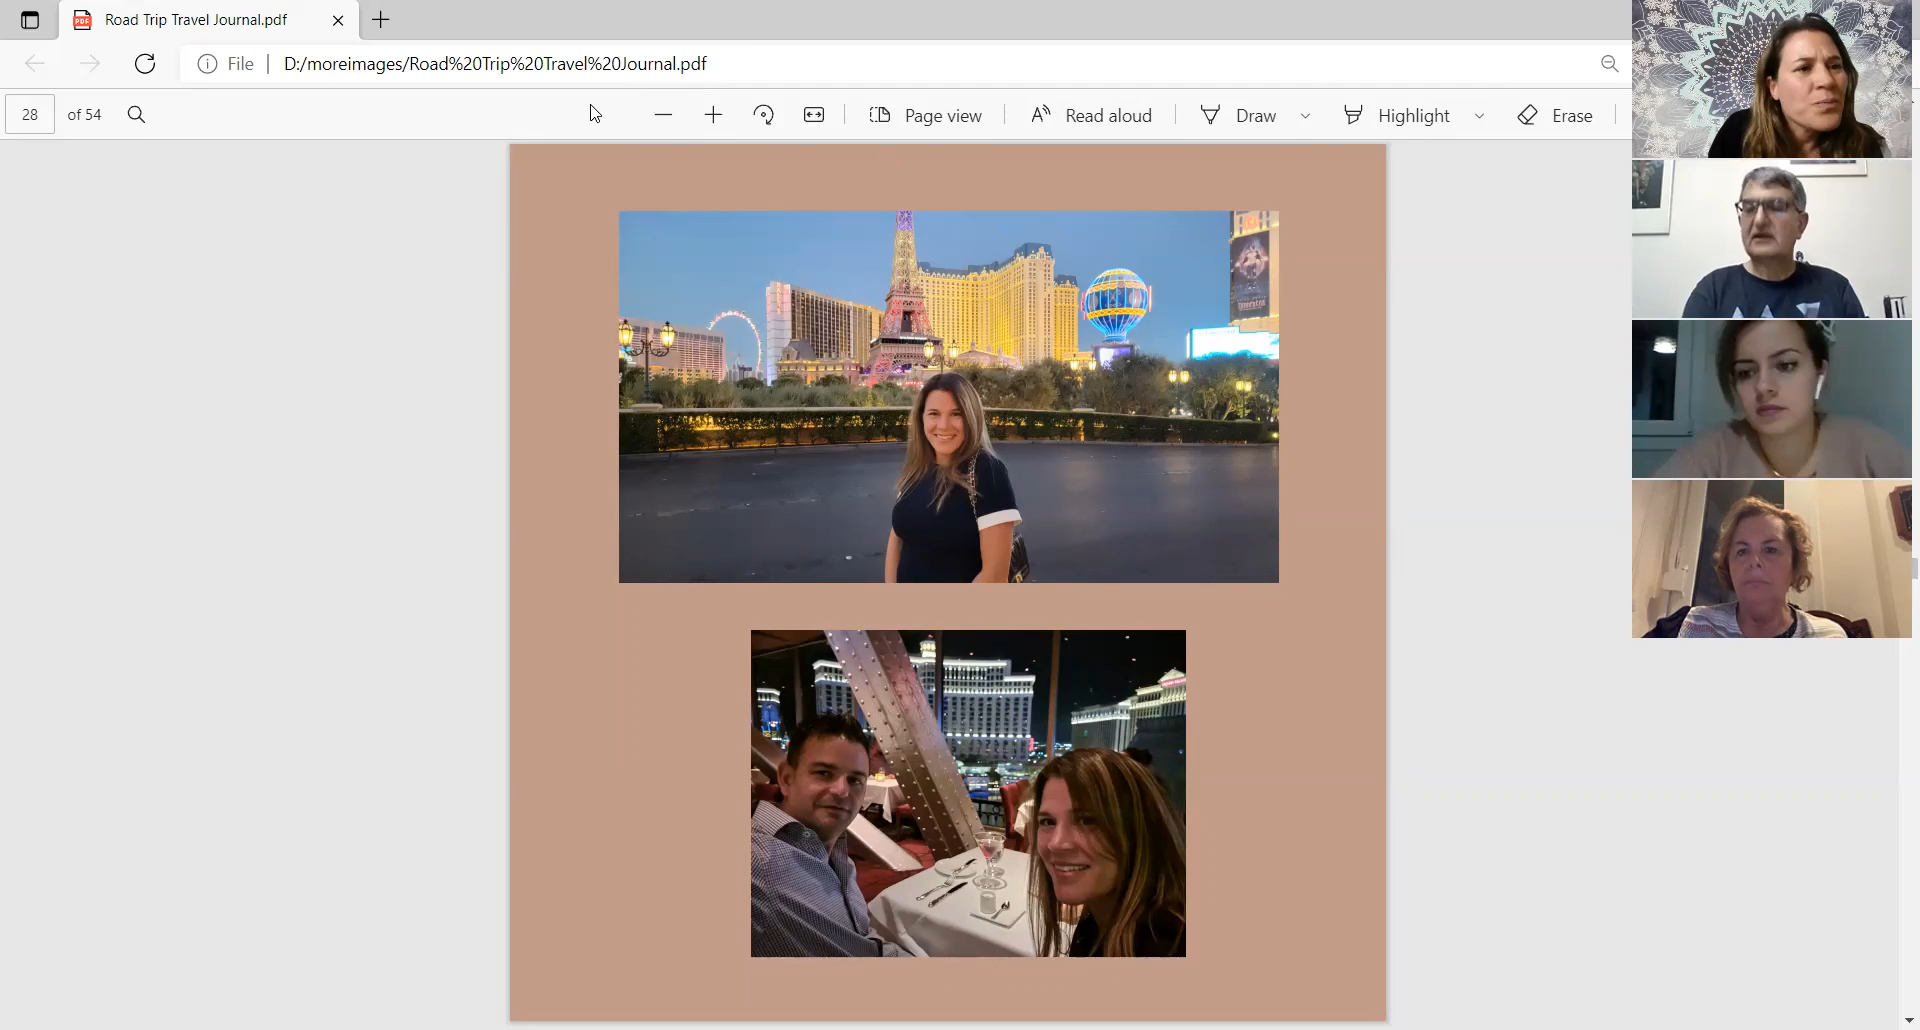 Road Trip Travel Journal.pdf
File
D:/moreimages/Road%20Trip%20Travel%20Journal.pdf
28 of 54
Page view
Read aloud
Draw
Highlight
Erase